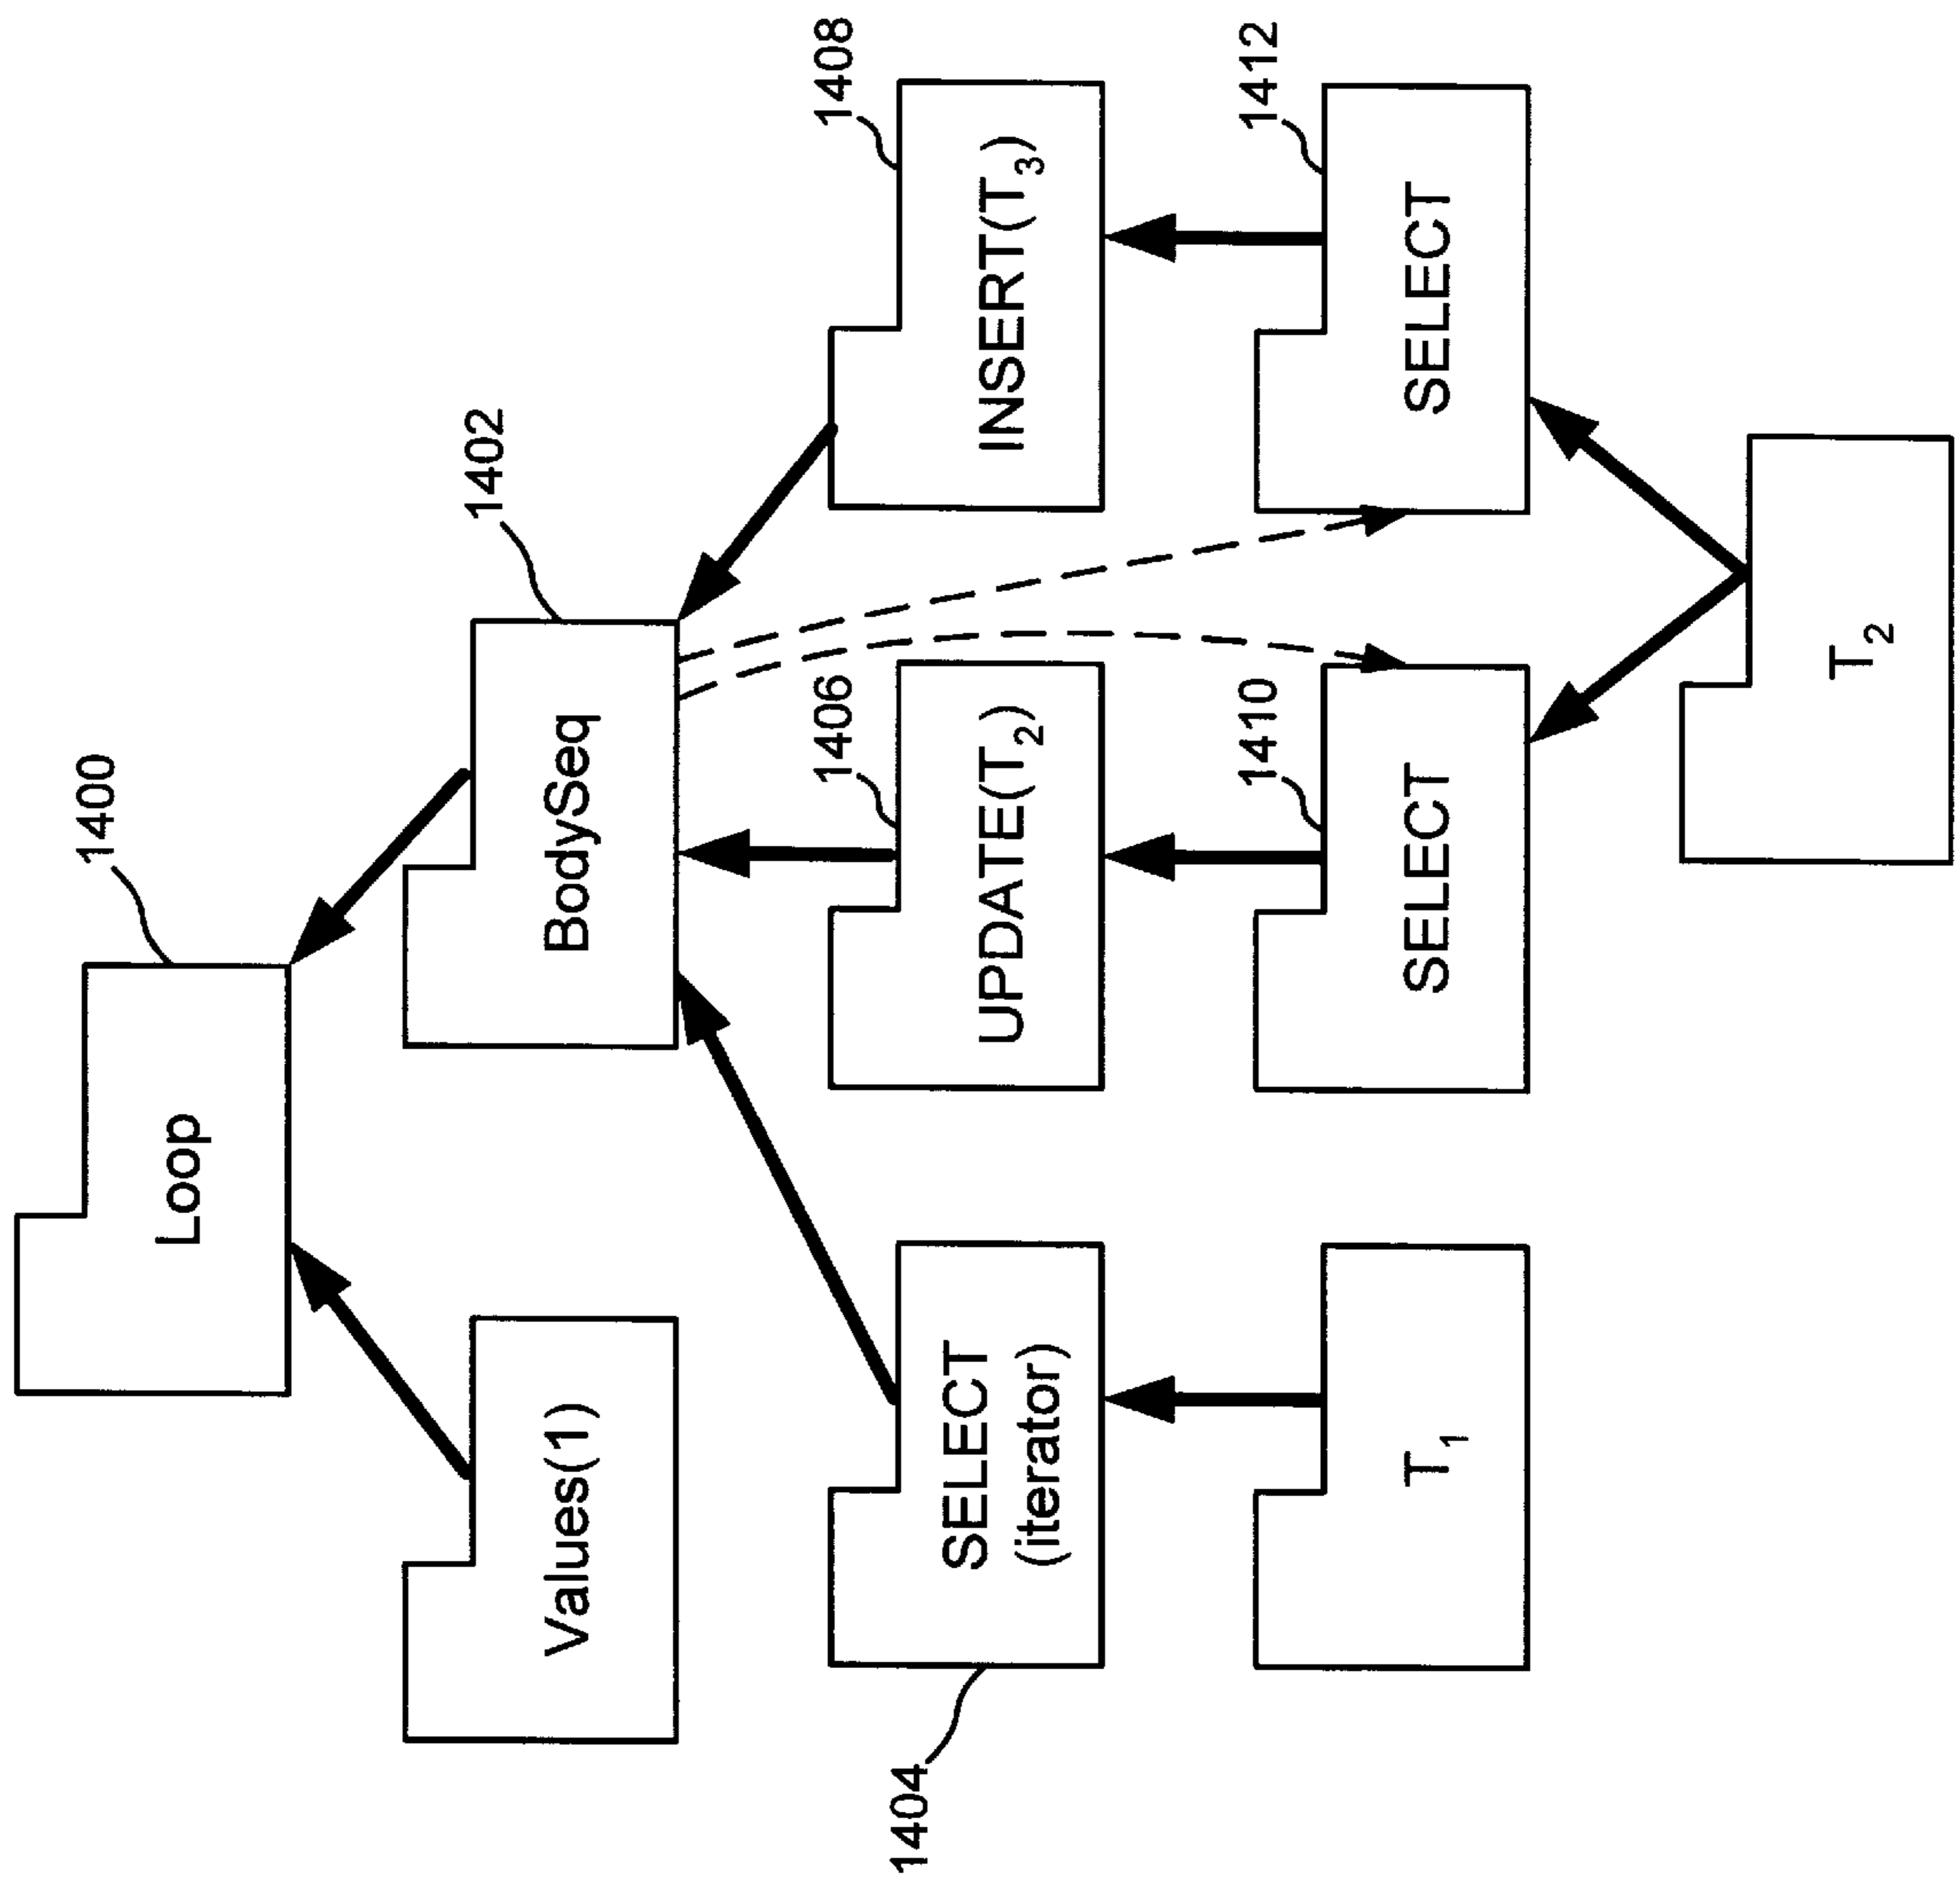 1400
Loop
1402
Values(1)
BodySeq
1404
1406
1408
SELECT
(iterator)
UPDATE(T₂)
INSERT(T₃)
1410
1412
T₁
SELECT
SELECT
T₂